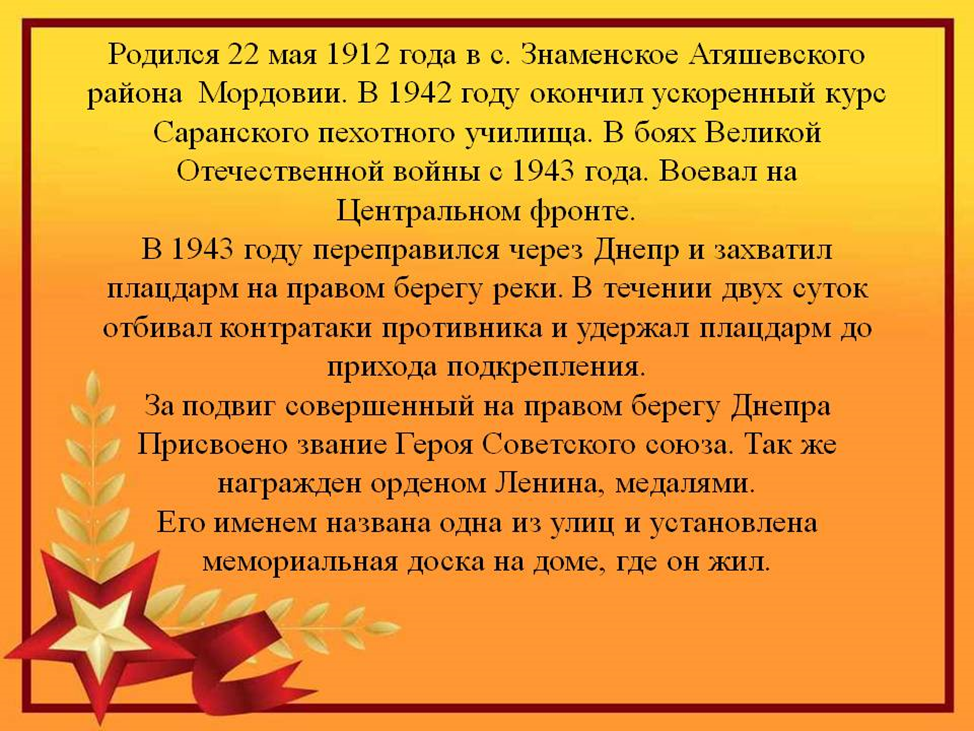 Родился 22 мая 1912 года в с. Знаменское Атяшевского
района  Мордовии. В 1942 году окончил ускоренный курс
Саранского пехотного училища. В боях Великой
Отечественной войны с 1943 года. Воевал на
Центральном фронте.
В 1943 году переправился через Днепр и захватил
плацдарм на правом берегу реки. В течении двух суток
отбивал контратаки противника и удержал плацдарм до
прихода подкрепления.
За подвиг совершенный на правом берегу Днепра
Присвоено звание Героя Советского союза. Так же
награжден орденом Ленина, медалями.
Его именем названа одна из улиц и установлена
мемориальная доска на доме, где он жил.